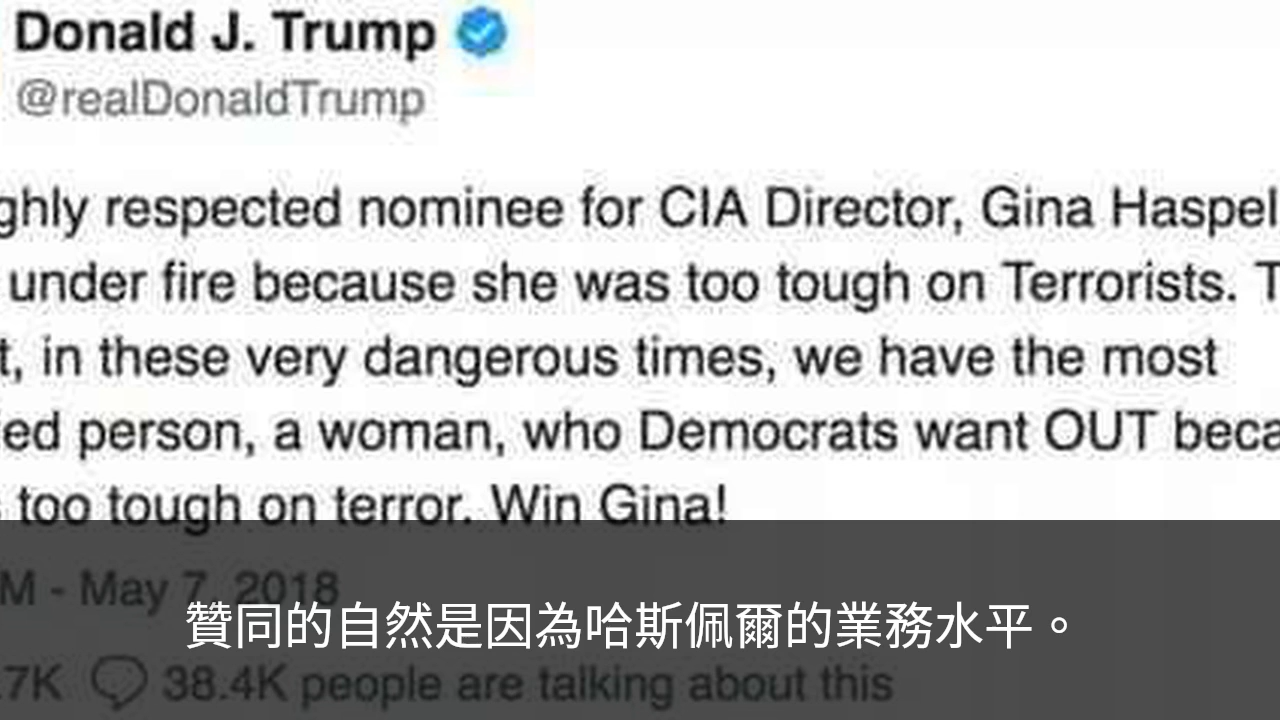 Donald J. Trump
@realDonaldTrump
ghly respected nominee for CIA Director, Gina Haspel
under fire because she was too tough on Terrorists. T
t, in these very dangerous times, we have the most
ed person, a woman, who Democrats want OUT beca
s too tough on terror. Win Gina!
M - May 7, 2018
贊同的自然是因為哈斯佩爾的業務水平。
.7K 38.4K people are talking about this